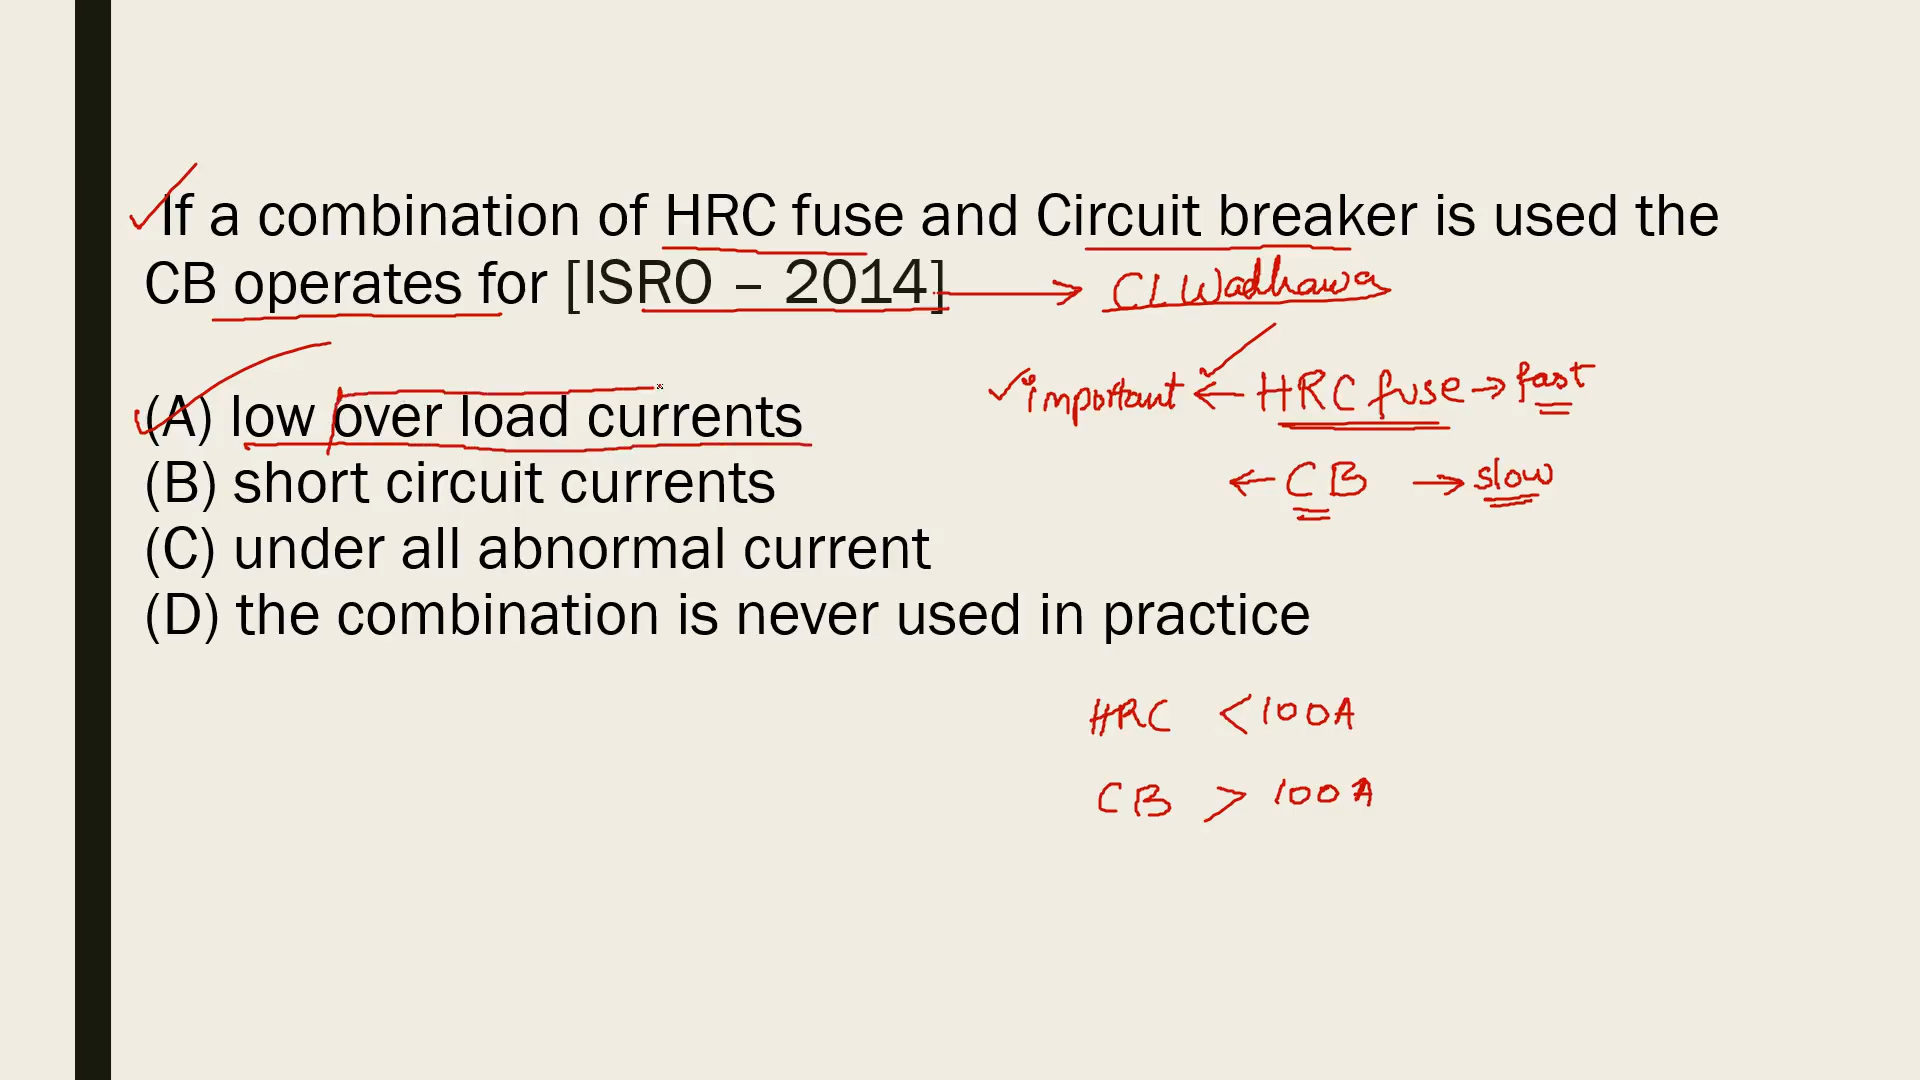 If a combination of HRC fuse and Circuit breaker is used the
CB operates for [ISRO – 2014] → CL Wadhawa
(A) low over load currents
(B) short circuit currents
(C) under all abnormal current
(D) the combination is never used in practice
important ← HRC fuse → fast
← CB → slow
HRC < 100A
CB > 100A